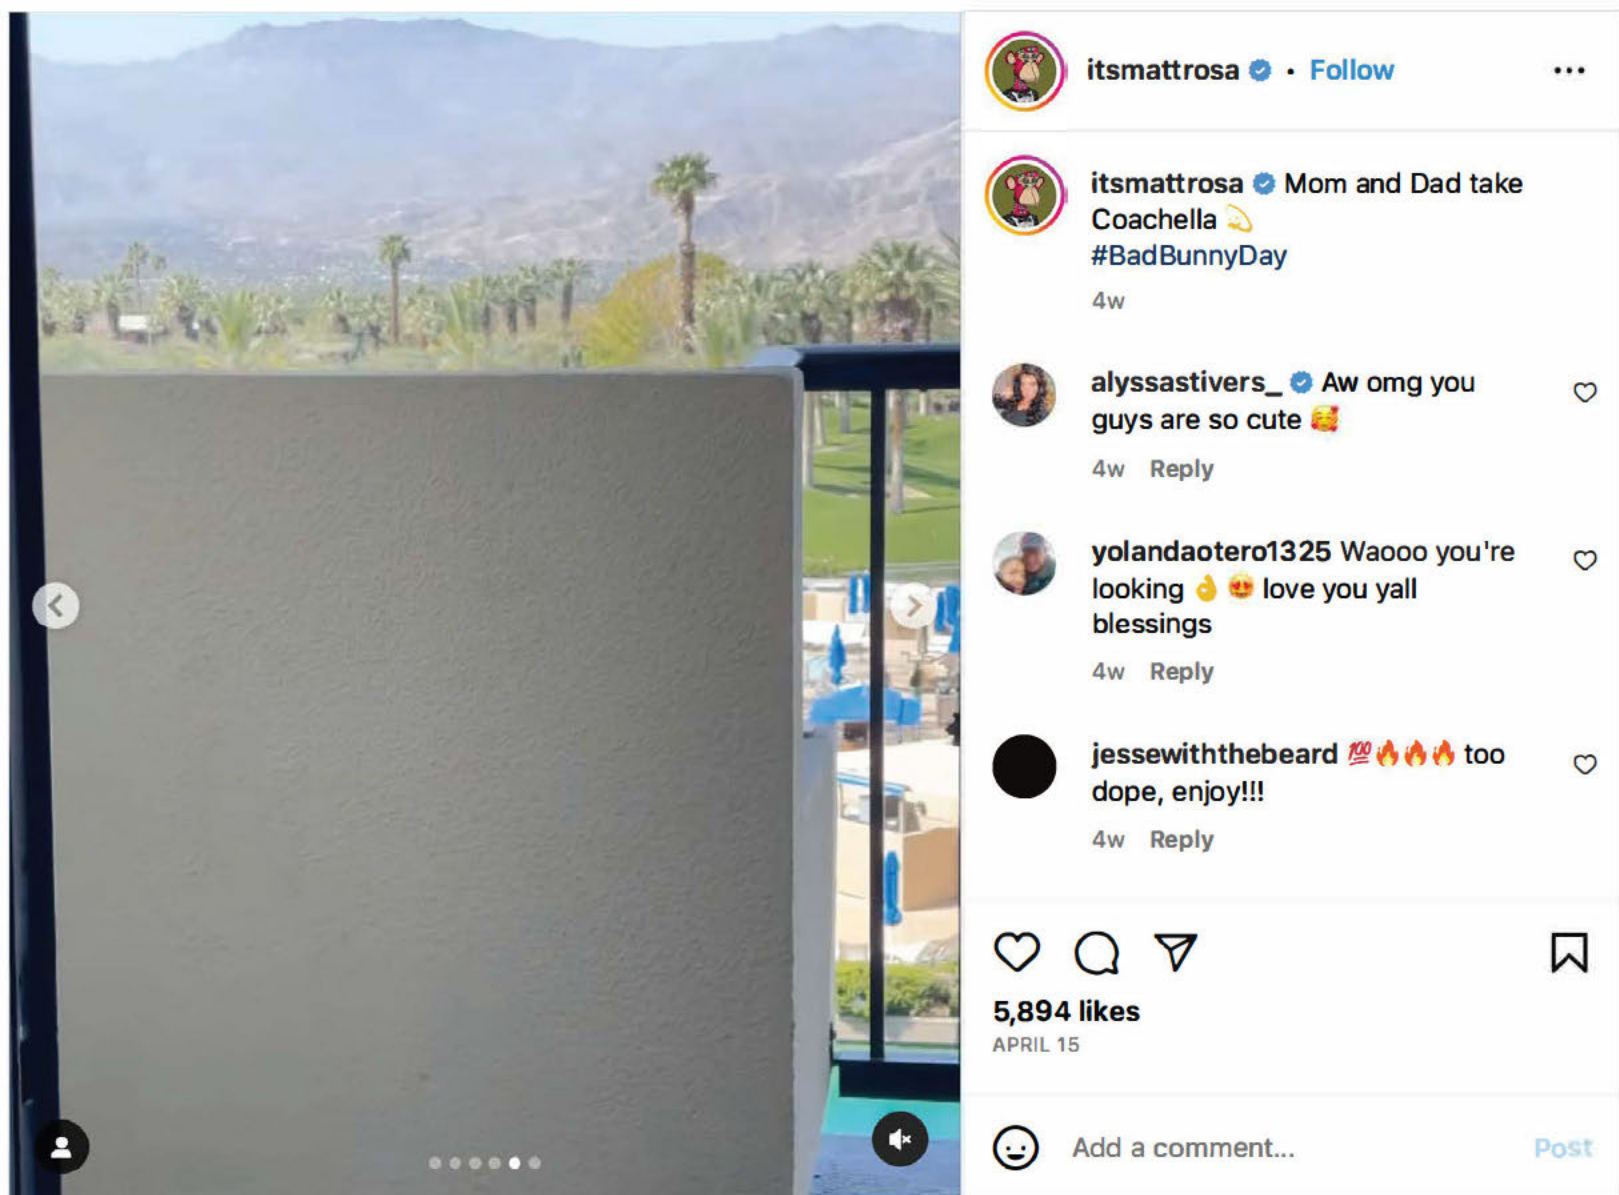 itsmattrosa • Follow
itsmattrosa Mom and Dad take
Coachella 💫
#BadBunnyDay
4w
alyssastivers_ Aw omg you
guys are so cute 🥰
4w Reply
yolandaotero1325 Waooo you're
looking 👌 😍 love you yall
blessings
4w Reply
jessewiththebeard 💯🔥🔥🔥 too
dope, enjoy!!!
4w Reply
5,894 likes
APRIL 15
Add a comment... Post